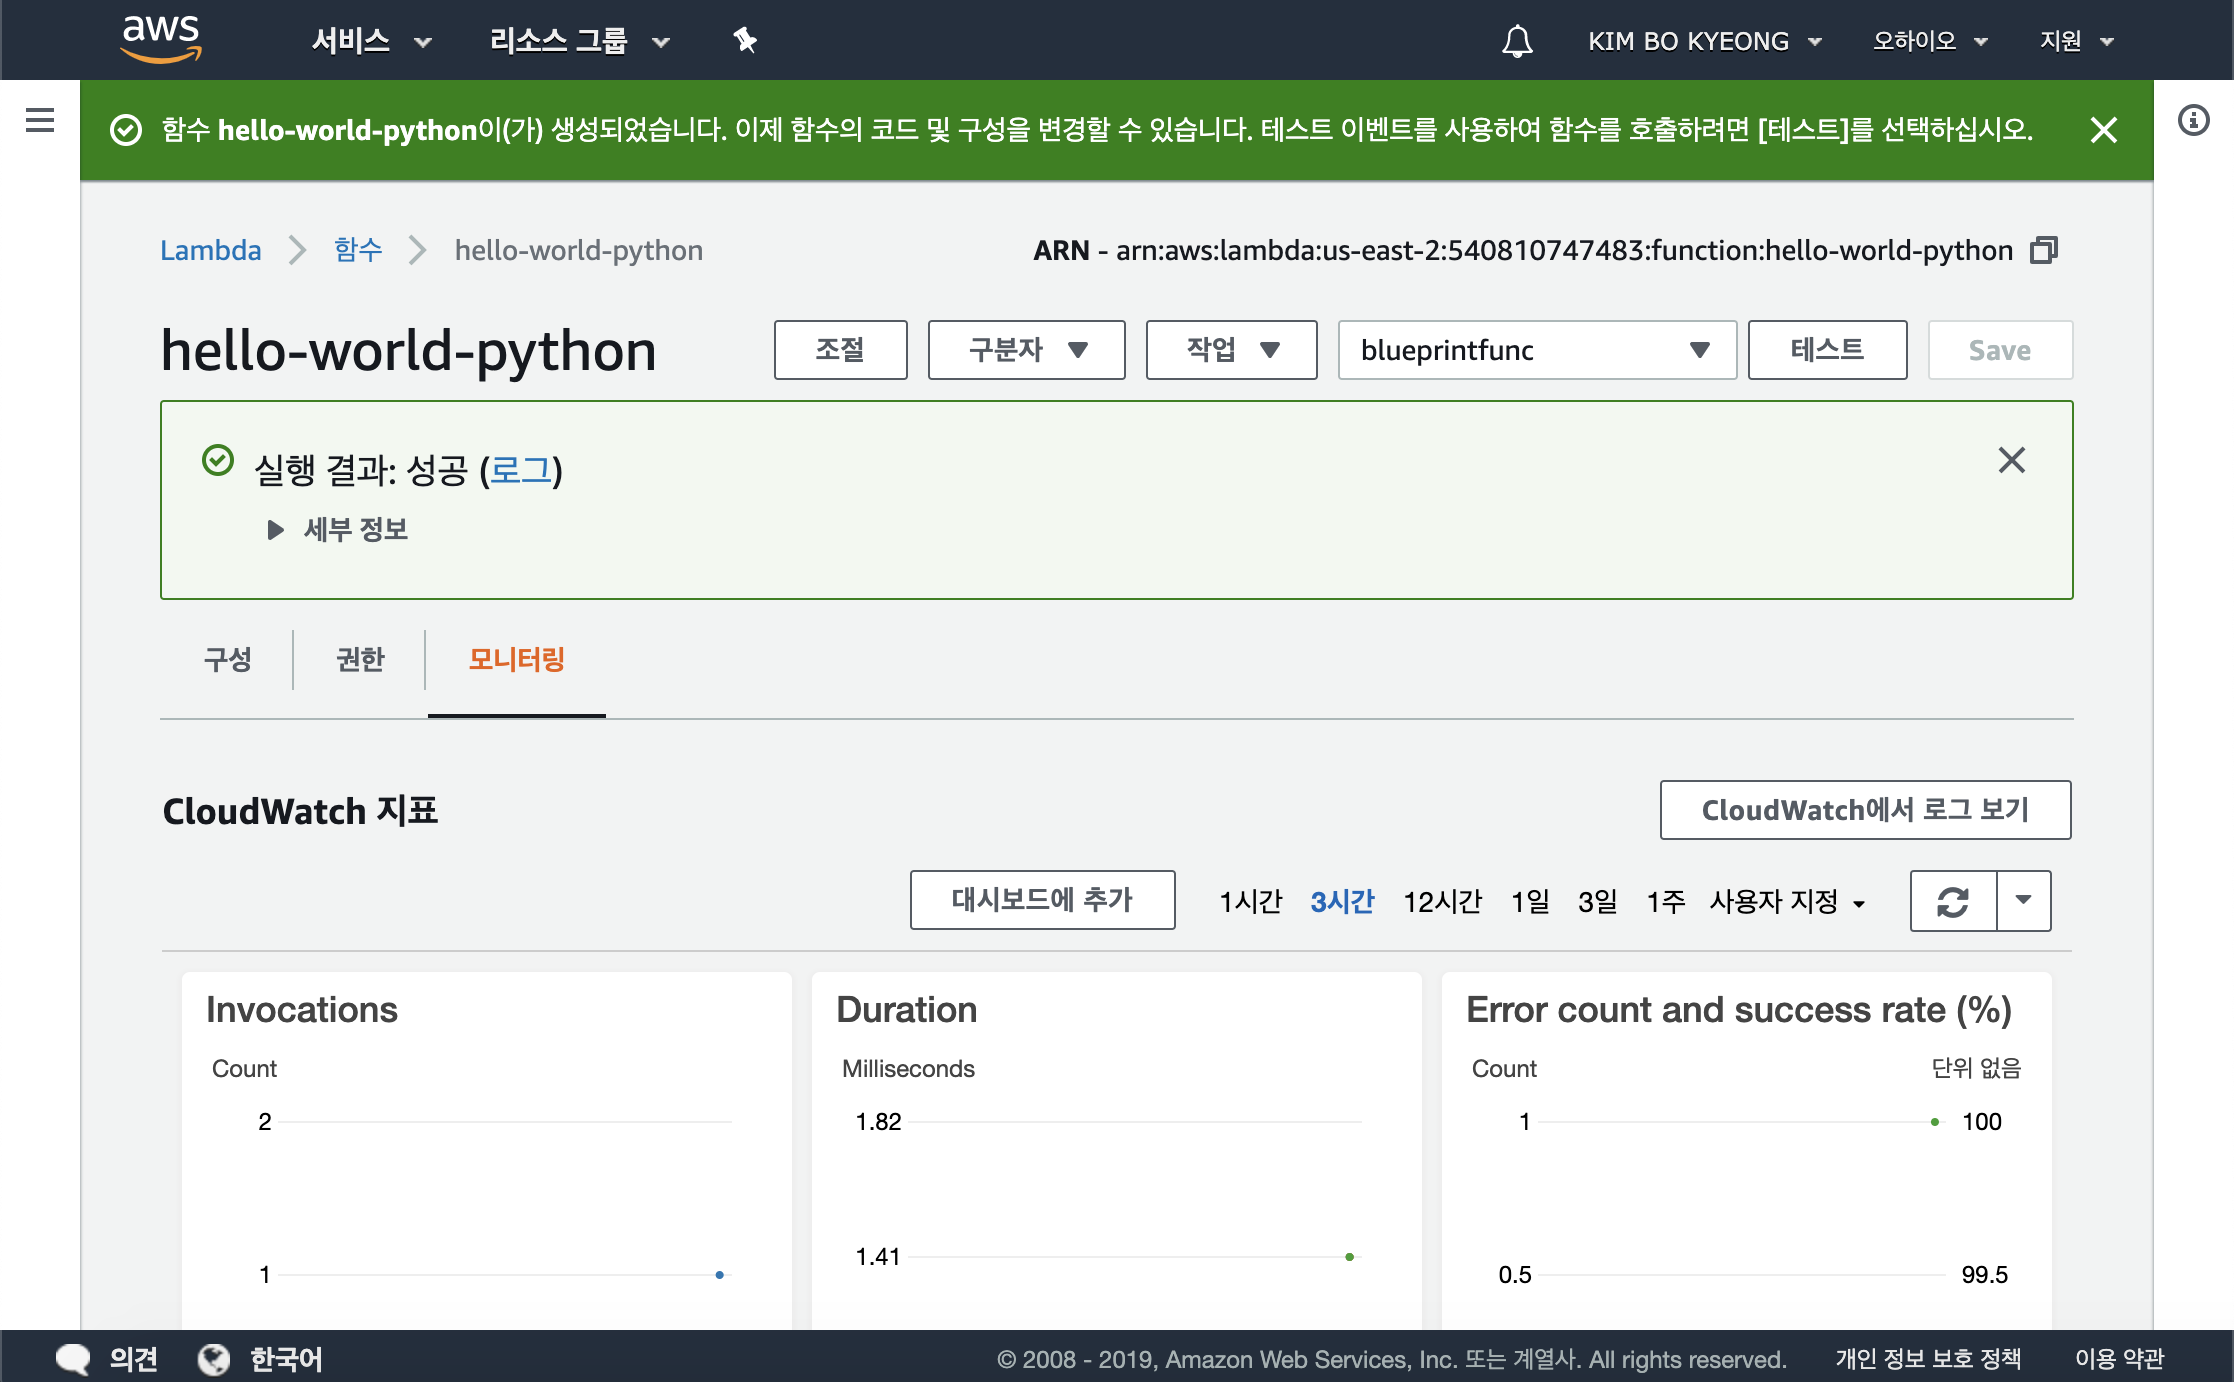 aws 서비스 리소스 그룹 KIM BO KYEONG 오하이오 지원
함수 hello-world-python이(가) 생성되었습니다. 이제 함수의 코드 및 구성을 변경할 수 있습니다. 테스트 이벤트를 사용하여 함수를 호출하려면 [테스트]를 선택하십시오.
Lambda 함수 hello-world-python ARN - arn:aws:lambda:us-east-2:540810747483:function:hello-world-python
hello-world-python 조절 구분자 작업 blueprintfunc 테스트 Save
실행 결과: 성공 (로그)
세부 정보
구성 권한 모니터링
CloudWatch 지표 CloudWatch에서 로그 보기
대시보드에 추가 1시간 3시간 12시간 1일 3일 1주 사용자 지정
Invocations
Count
2
1
Duration
Milliseconds
1.82
1.41
Error count and success rate (%)
Count 단위 없음
1 100
0.5 99.5
의견 한국어 © 2008 - 2019, Amazon Web Services, Inc. 또는 계열사. All rights reserved. 개인 정보 보호 정책 이용 약관